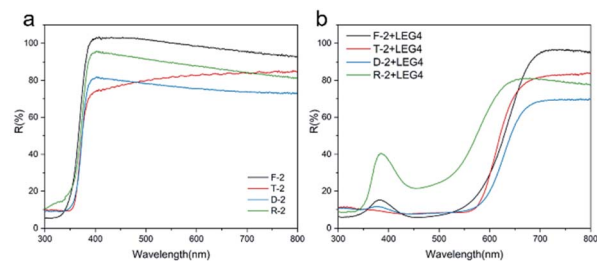 a
100
80
60
40
20
0
R(%)
F-2
T-2
D-2
R-2
300 400 500 600 700 800
Wavelength(nm)
b
100
80
60
40
20
0
R(%)
F-2+LEG4
T-2+LEG4
D-2+LEG4
R-2+LEG4
300 400 500 600 700 800
Wavelength(nm)